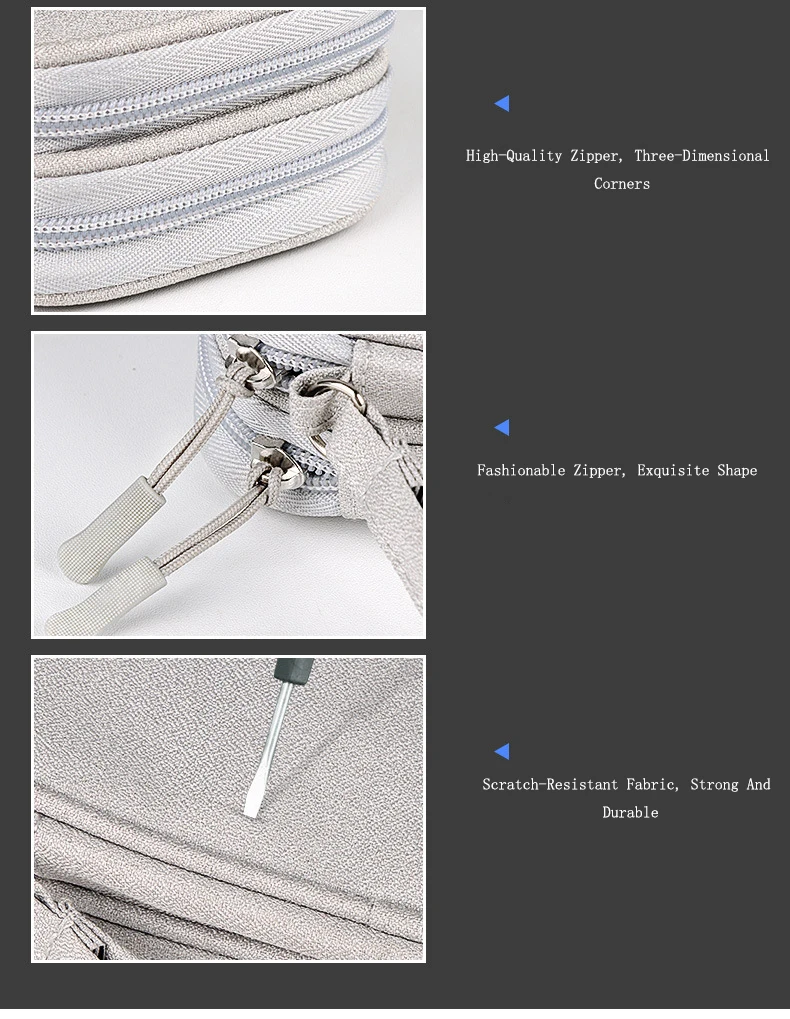 High-Quality Zipper, Three-Dimensional
Corners
Fashionable Zipper, Exquisite Shape
Scratch-Resistant Fabric, Strong And
Durable